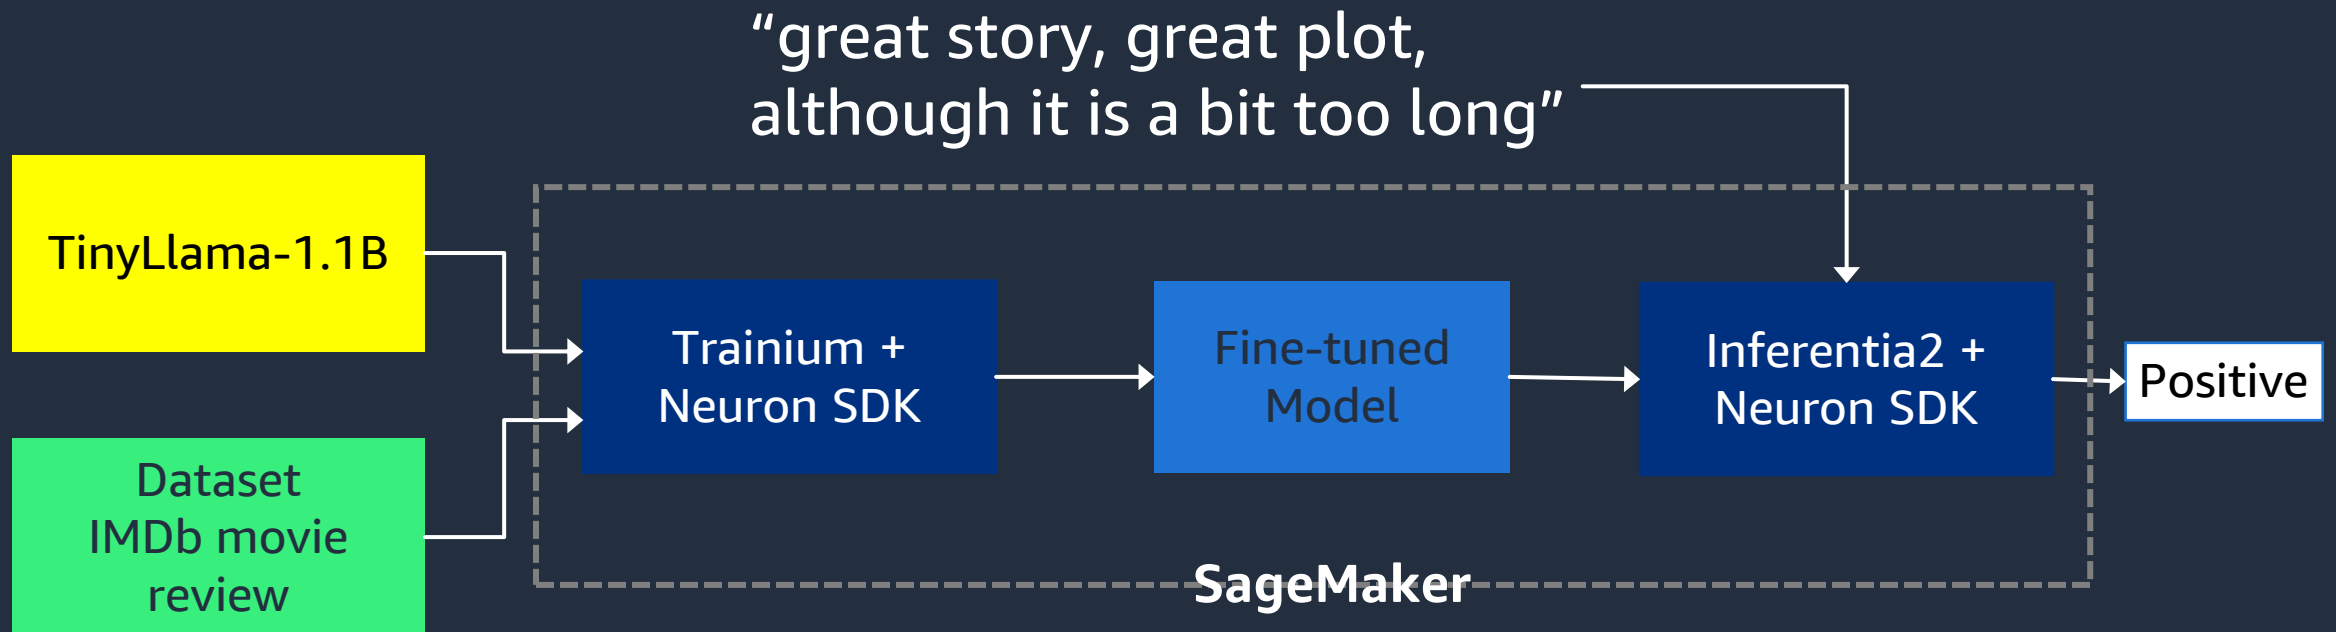 “great story, great plot,
although it is a bit too long”
TinyLlama-1.1B
Dataset
IMDb movie
review
Trainium +
Neuron SDK
Fine-tuned
Model
Inferentia2 +
Neuron SDK
Positive
SageMaker